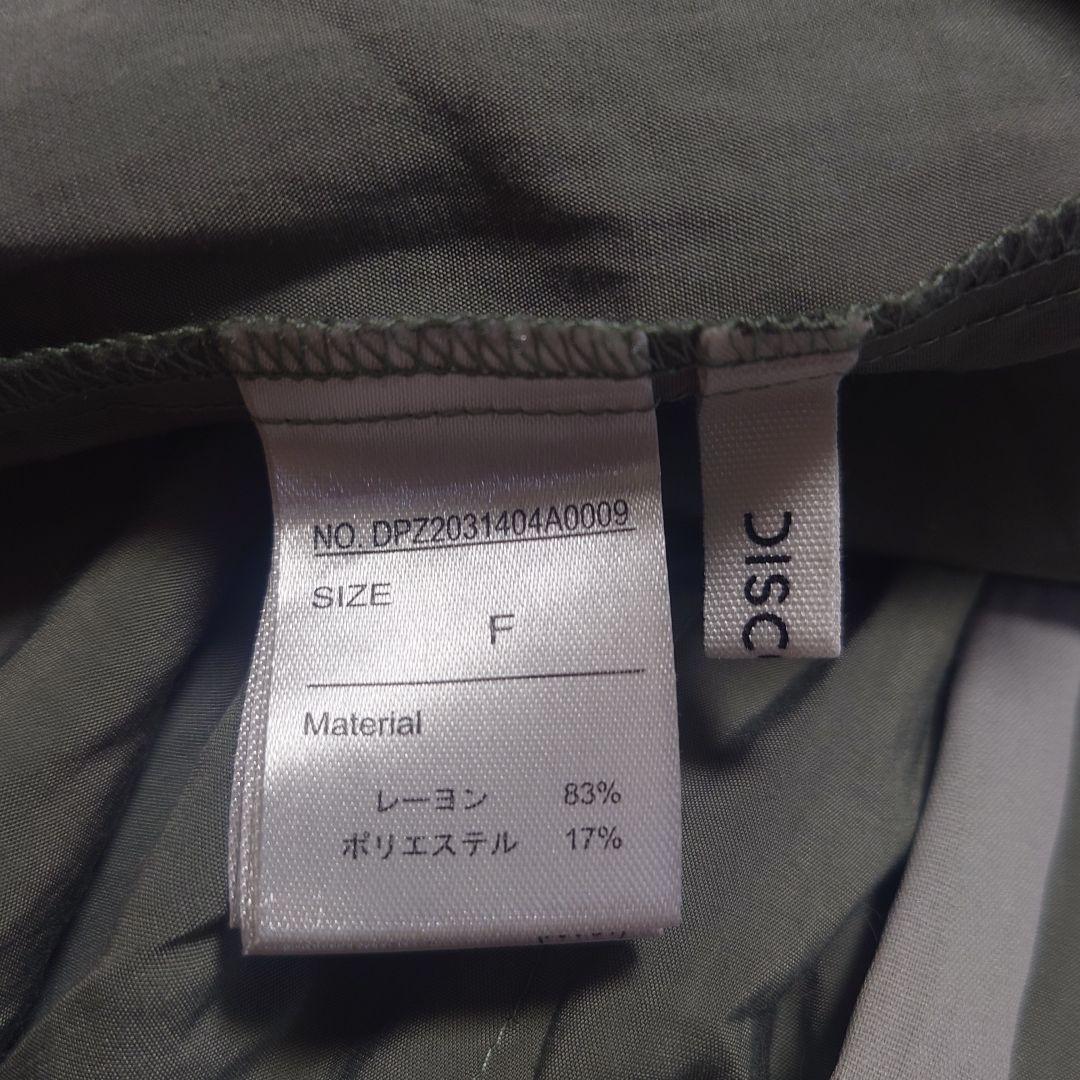 NO. DPZ2031404A0009
SIZE
F
Material
レーヨン 83%
ポリエステル 17%
DISC